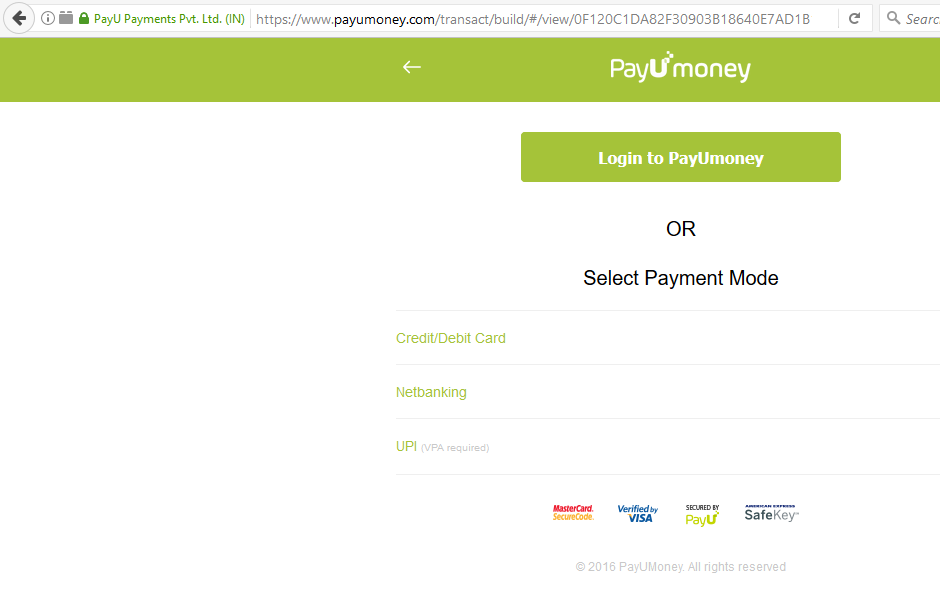 PayU Payments Pvt. Ltd. (IN) https://www.payumoney.com/transact/build/#/view/0F120C1DA82F30903B18640E7AD1B
PayUmoney
Login to PayUmoney
OR
Select Payment Mode
Credit/Debit Card
Netbanking
UPI (VPA required)
MasterCard. SecureCode.
Verified by VISA
SECURED BY PayU
AMERICAN EXPRESS SafeKey
© 2016 PayUMoney. All rights reserved